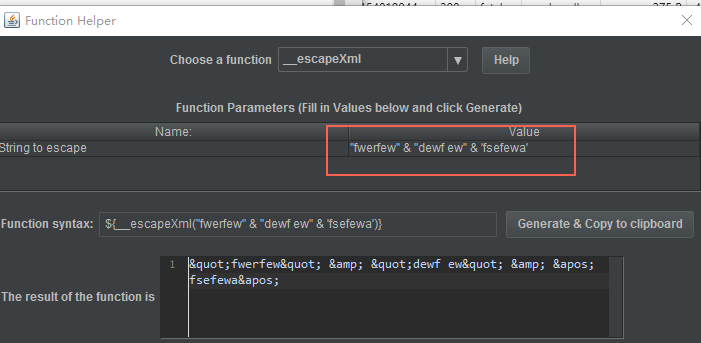 Function Helper
Choose a function __escapeXml Help
Function Parameters (Fill in Values below and click Generate)
Name: Value
String to escape "fwerfew" & "dewf ew" & 'fsefewa'
Function syntax: ${__escapeXml("fwerfew" & "dewf ew" & 'fsefewa')} Generate & Copy to clipboard
The result of the function is
1 &quot;fwerfew&quot; &amp; &quot;dewf ew&quot; &amp; &apos;
fsefewa&apos;